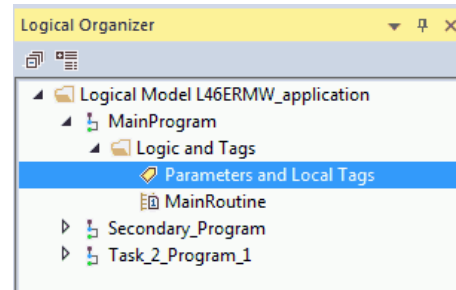 Logical Organizer
Logical Model L46ERMW_application
MainProgram
Logic and Tags
Parameters and Local Tags
MainRoutine
Secondary_Program
Task_2_Program_1